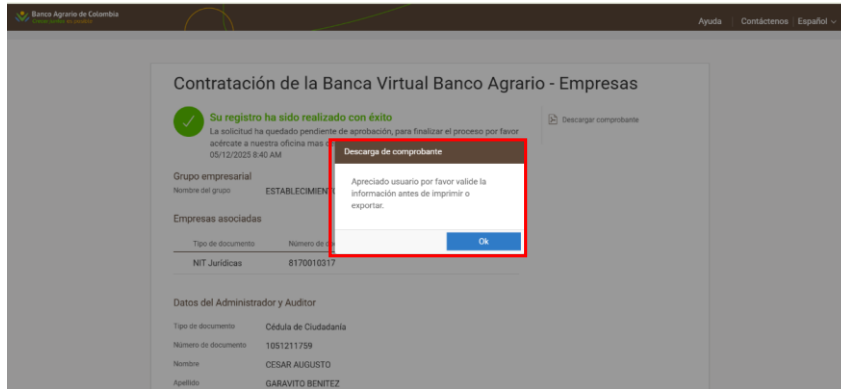 Banco Agrario de Colombia
Ayuda
Contáctenos
Español
Contratación de la Banca Virtual Banco Agrario - Empresas
Su registro ha sido realizado con éxito
Descargar comprobante
La solicitud ha quedado pendiente de aprobación, para finalizar el proceso por favor
acércate a nuestra oficina mas
05/12/2025 8:40 AM
Descarga de comprobante
Apreciado usuario por favor valide la
información antes de imprimir o
exportar.
Ok
Grupo empresarial
Nombre del grupo
ESTABLECIMIENTO
Empresas asociadas
Tipo de documento
Número de
NIT Jurídicas
8170010317
Datos del Administrador y Auditor
Tipo de documento
Cédula de Ciudadanía
Número de documento
1051211759
Nombre
CESAR AUGUSTO
Apellido
GARAVITO BENITEZ